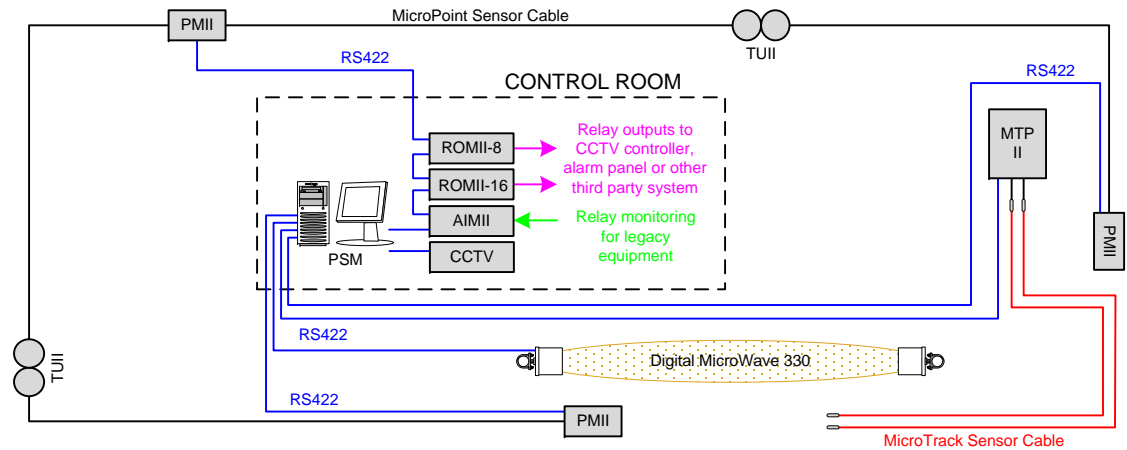 MicroPoint Sensor Cable
PMII
TUII
RS422
RS422
CONTROL ROOM
MTP
II
ROMII-8
Relay outputs to
CCTV controller,
alarm panel or other
third party system
ROMII-16
AIMII
Relay monitoring
for legacy
equipment
CCTV
PSM
PMII
RS422
TUII
Digital MicroWave 330
RS422
PMII
MicroTrack Sensor Cable